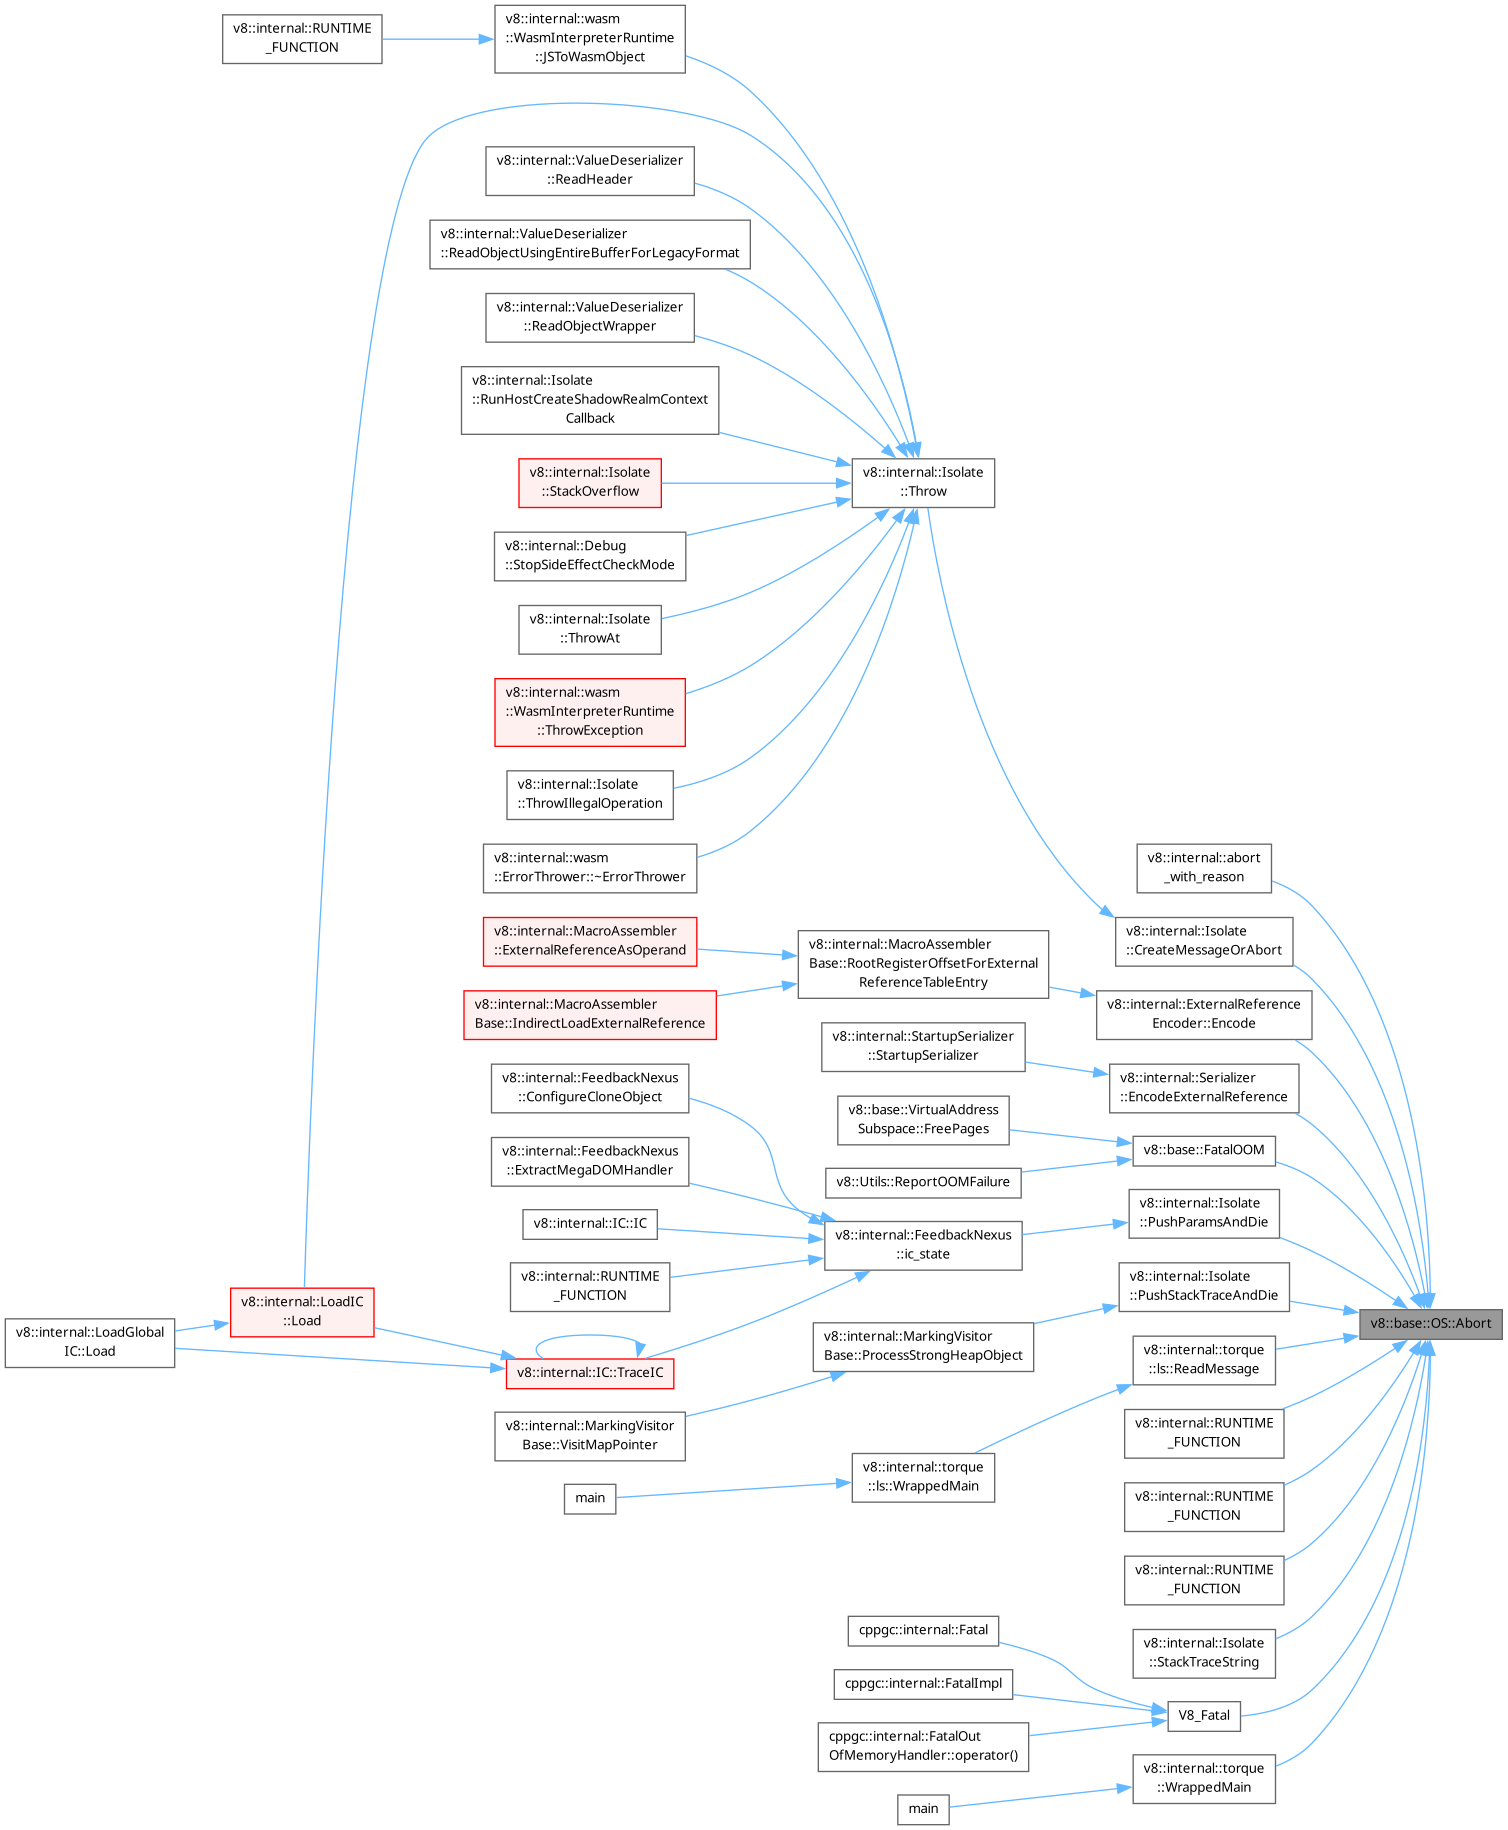 v8::internal::RUNTIME
_FUNCTION
v8::internal::wasm
::WasmInterpreterRuntime
::JSToWasmObject
v8::internal::ValueDeserializer
::ReadHeader
v8::internal::ValueDeserializer
::ReadObjectUsingEntireBufferForLegacyFormat
v8::internal::ValueDeserializer
::ReadObjectWrapper
v8::internal::Isolate
::RunHostCreateShadowRealmContext
Callback
v8::internal::Isolate
::StackOverflow
v8::internal::Isolate
::Throw
v8::internal::Debug
::StopSideEffectCheckMode
v8::internal::Isolate
::ThrowAt
v8::internal::wasm
::WasmInterpreterRuntime
::ThrowException
v8::internal::Isolate
::ThrowIllegalOperation
v8::internal::wasm
::ErrorThrower::~ErrorThrower
v8::internal::abort
_with_reason
v8::internal::MacroAssembler
::ExternalReferenceAsOperand
v8::internal::MacroAssembler
Base::RootRegisterOffsetForExternal
ReferenceTableEntry
v8::internal::Isolate
::CreateMessageOrAbort
v8::internal::MacroAssembler
Base::IndirectLoadExternalReference
v8::internal::ExternalReference
Encoder::Encode
v8::internal::StartupSerializer
::StartupSerializer
v8::internal::FeedbackNexus
::ConfigureCloneObject
v8::internal::Serializer
::EncodeExternalReference
v8::base::VirtualAddress
Subspace::FreePages
v8::internal::FeedbackNexus
::ExtractMegaDOMHandler
v8::base::FatalOOM
v8::Utils::ReportOOMFailure
v8::internal::IC::IC
v8::internal::FeedbackNexus
::ic_state
v8::internal::Isolate
::PushParamsAndDie
v8::internal::RUNTIME
_FUNCTION
v8::internal::Isolate
::PushStackTraceAndDie
v8::internal::LoadGlobal
IC::Load
v8::internal::LoadIC
::Load
v8::base::OS::Abort
v8::internal::MarkingVisitor
Base::ProcessStrongHeapObject
v8::internal::torque
::ls::ReadMessage
v8::internal::IC::TraceIC
v8::internal::MarkingVisitor
Base::VisitMapPointer
v8::internal::RUNTIME
_FUNCTION
main
v8::internal::torque
::ls::WrappedMain
v8::internal::RUNTIME
_FUNCTION
v8::internal::RUNTIME
_FUNCTION
cppgc::internal::Fatal
v8::internal::Isolate
::StackTraceString
cppgc::internal::FatalImpl
V8_Fatal
cppgc::internal::FatalOut
OfMemoryHandler::operator()
v8::internal::torque
::WrappedMain
main